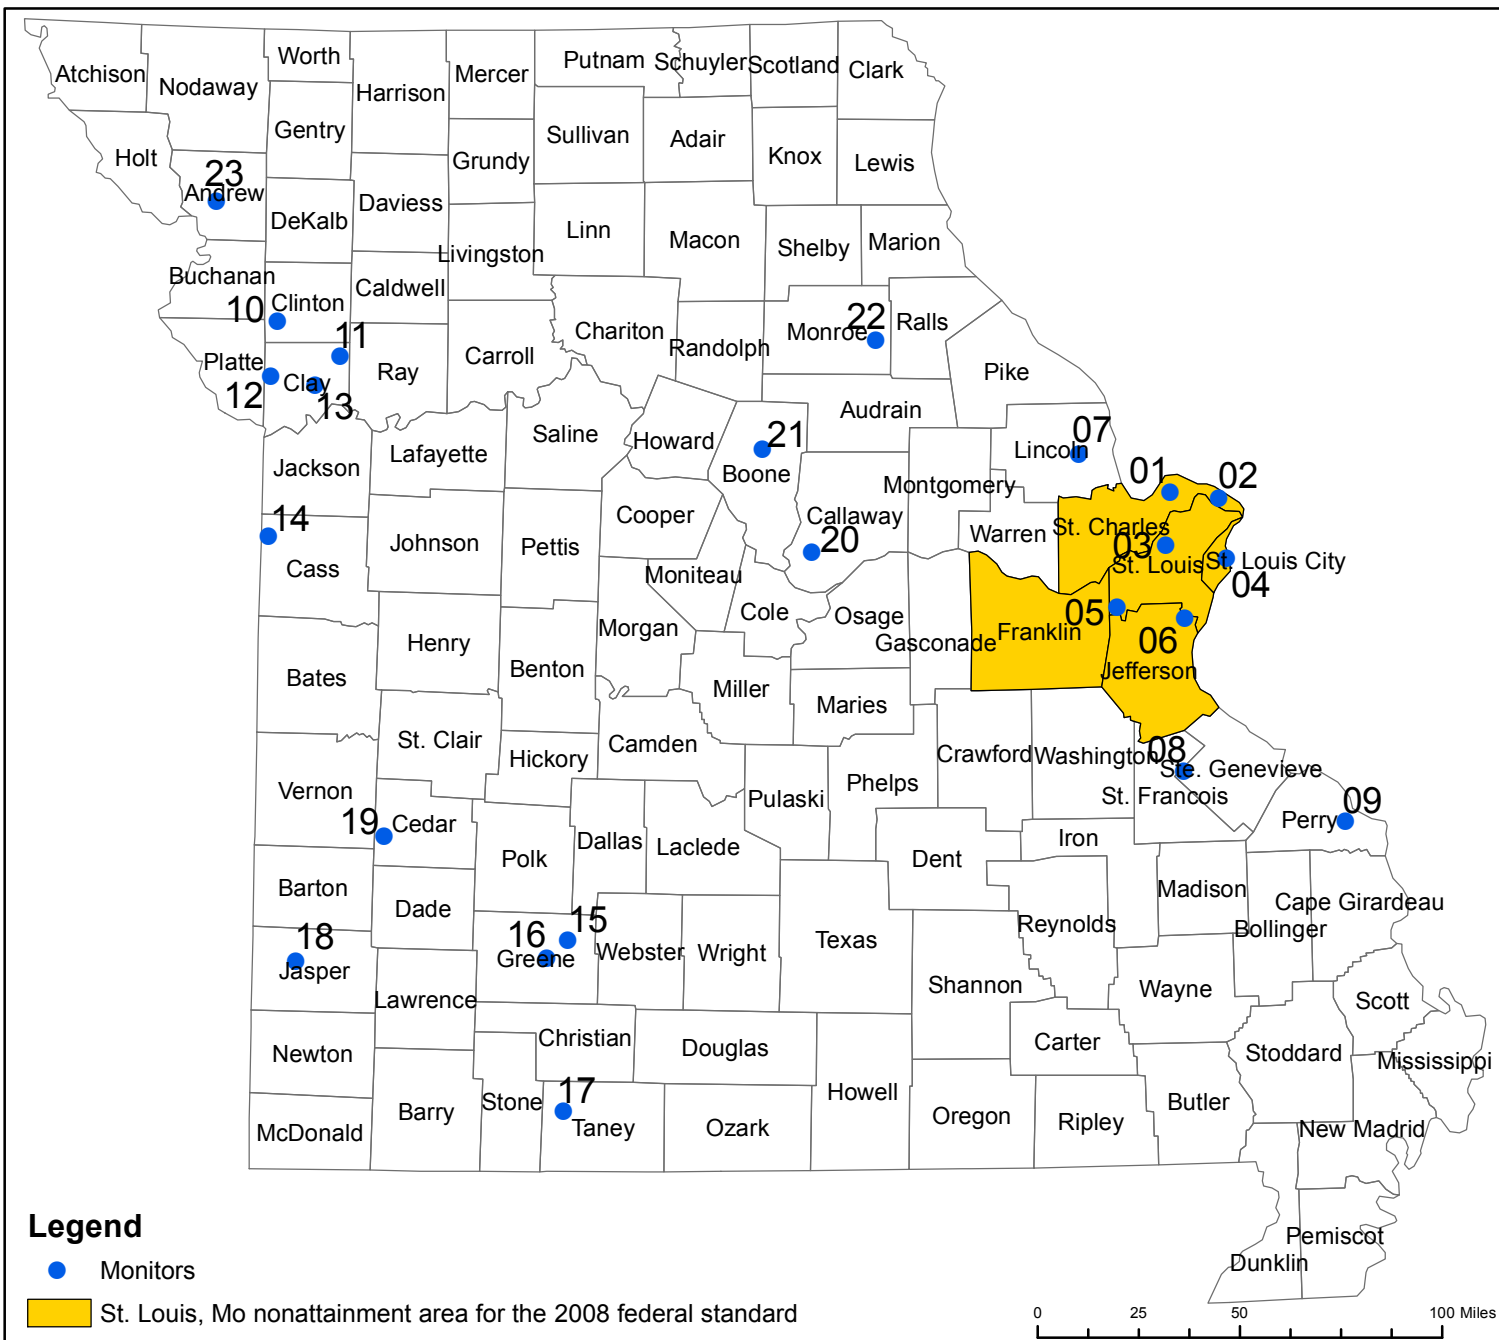 Worth
Putnam
Schuyler
Scotland
Clark
Atchison
Nodaway
Harrison
Mercer
Gentry
Sullivan
Adair
Knox
Lewis
Holt
Grundy
23
Andrew
DeKalb
Daviess
Linn
Macon
Shelby
Marion
Livingston
Buchanan
Clinton
Caldwell
10
11
Chariton
Randolph
Monroe
22
Ralls
Platte
Clay
Ray
Carroll
Pike
12
13
Audrain
Saline
Howard
21
Boone
Lincoln
07
Jackson
Lafayette
Montgomery
01
02
14
Cooper
Callaway
Warren
St. Charles
Johnson
Pettis
20
03
St. Louis
St. Louis City
Cass
Moniteau
04
Cole
Osage
05
Morgan
Gasconade
Franklin
06
Henry
Benton
Jefferson
Bates
Miller
Maries
St. Clair
Camden
Crawford
Washington
08
Hickory
Ste. Genevieve
Vernon
Pulaski
Phelps
St. Francois
09
19
Cedar
Dallas
Laclede
Perry
Polk
Dent
Iron
Barton
Dade
Madison
Cape Girardeau
15
Reynolds
Bollinger
18
16
Jasper
Greene
Webster
Wright
Texas
Lawrence
Shannon
Wayne
Scott
Christian
Douglas
Carter
Newton
Stoddard
Mississippi
17
Howell
Stone
Barry
Taney
Ozark
Oregon
Ripley
Butler
McDonald
New Madrid
Pemiscot
Dunklin
Legend
Monitors
St. Louis, Mo nonattainment area for the 2008 federal standard
0 25 50 100 Miles